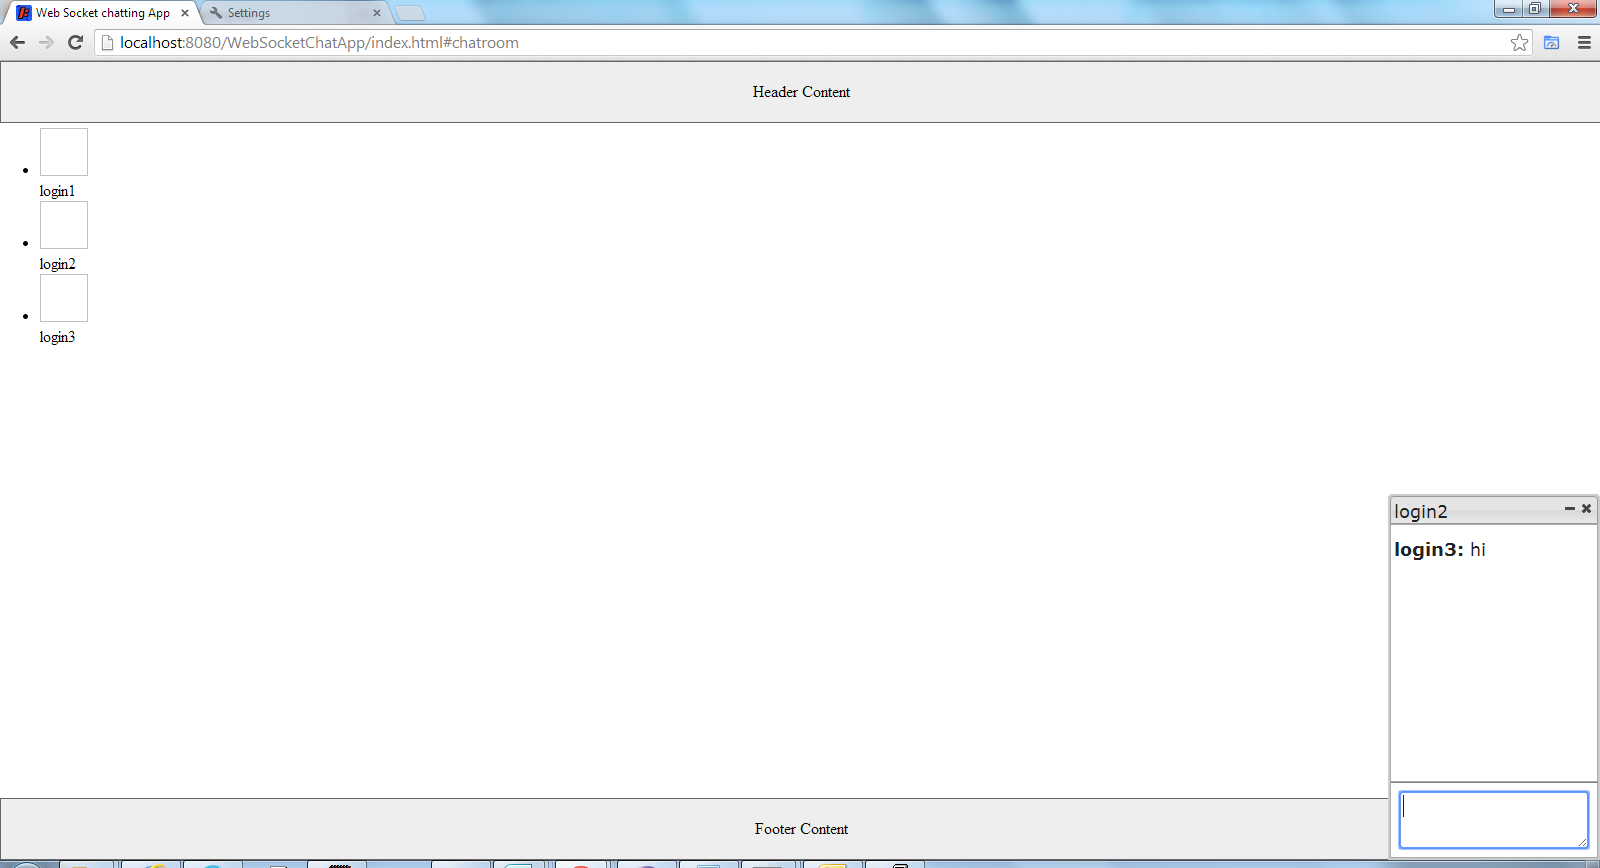 Web Socket chatting App
Settings
localhost:8080/WebSocketChatApp/index.html#chatroom
Header Content
login1
login2
login3
login2
login3: hi
Footer Content